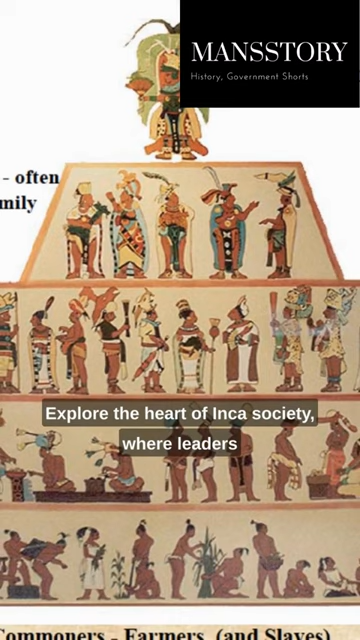 MANSSTORY
History, Government Shorts
- often
mily
Explore the heart of Inca society,
where leaders
Commoners - Farmers, (and Slaves)